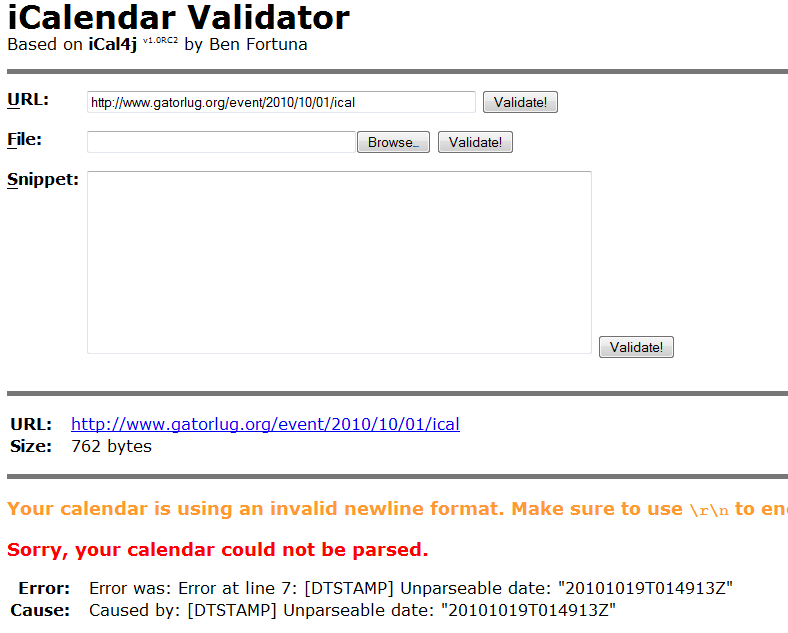 iCalendar Validator
Based on iCal4j v1.0RC2 by Ben Fortuna
URL: http://www.gatorlug.org/event/2010/10/01/ical Validate!
File: Browse... Validate!
Snippet:
Validate!
URL: http://www.gatorlug.org/event/2010/10/01/ical
Size: 762 bytes
Your calendar is using an invalid newline format. Make sure to use \r\n to en
Sorry, your calendar could not be parsed.
Error: Error was: Error at line 7: [DTSTAMP] Unparseable date: "20101019T014913Z"
Cause: Caused by: [DTSTAMP] Unparseable date: "20101019T014913Z"